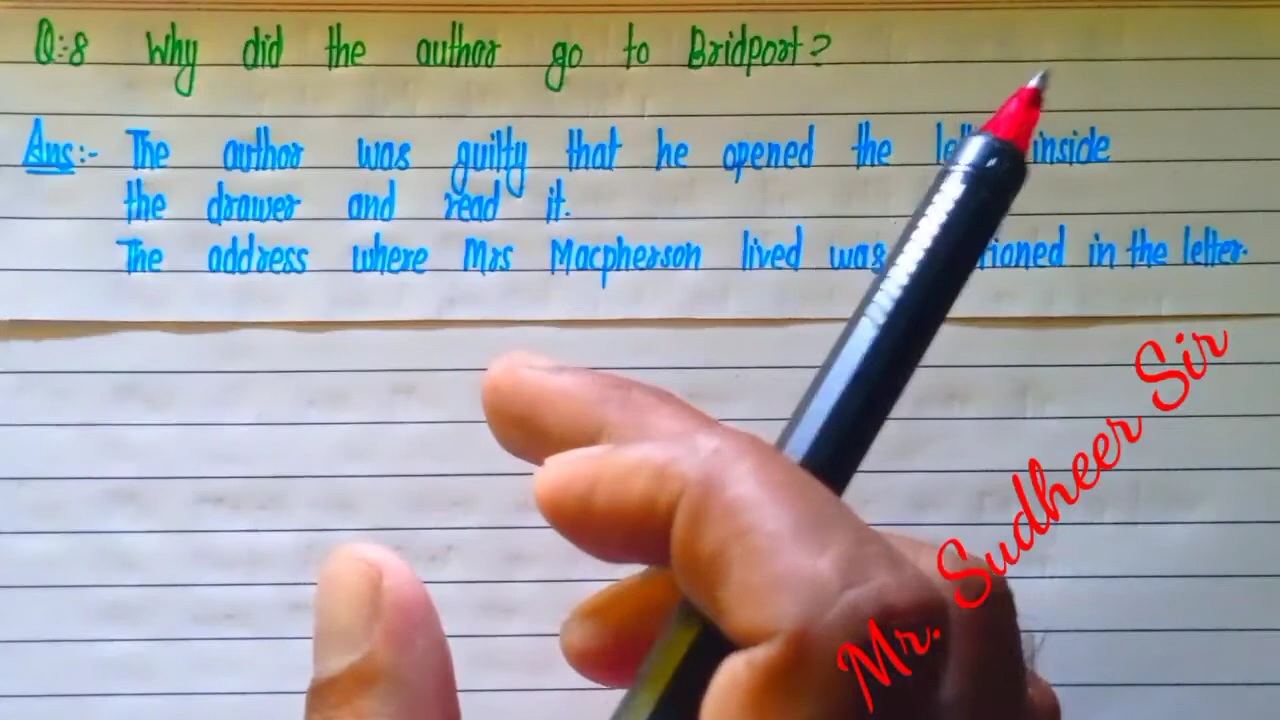 Q:-8 Why did the author go to Bridport?
Ans:- The author was guilty that he opened the inside
the drawer and read it.
The address where Mrs Macpherson lived was in the letter.
Mr. Sudheer Sir